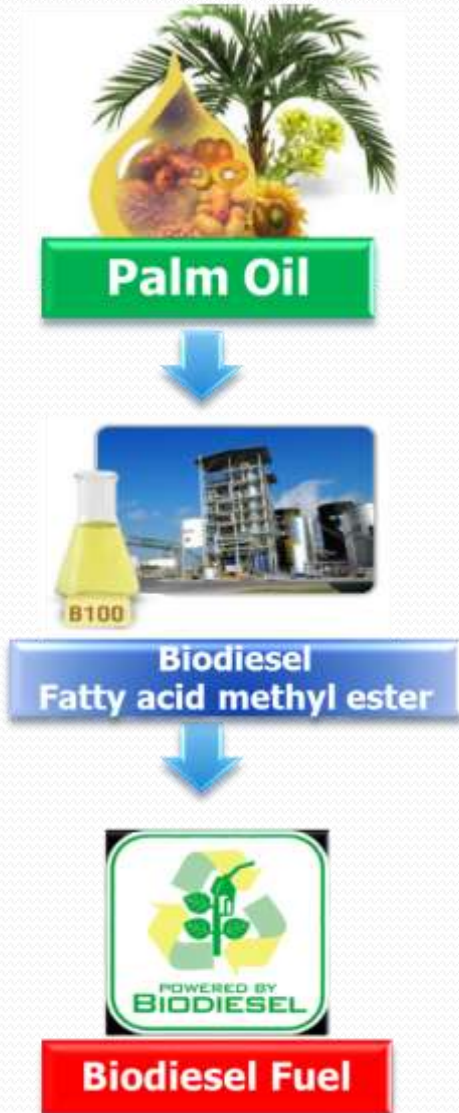 Palm Oil
B100
Biodiesel
Fatty acid methyl ester
POWERED BY
BIODIESEL
Biodiesel Fuel